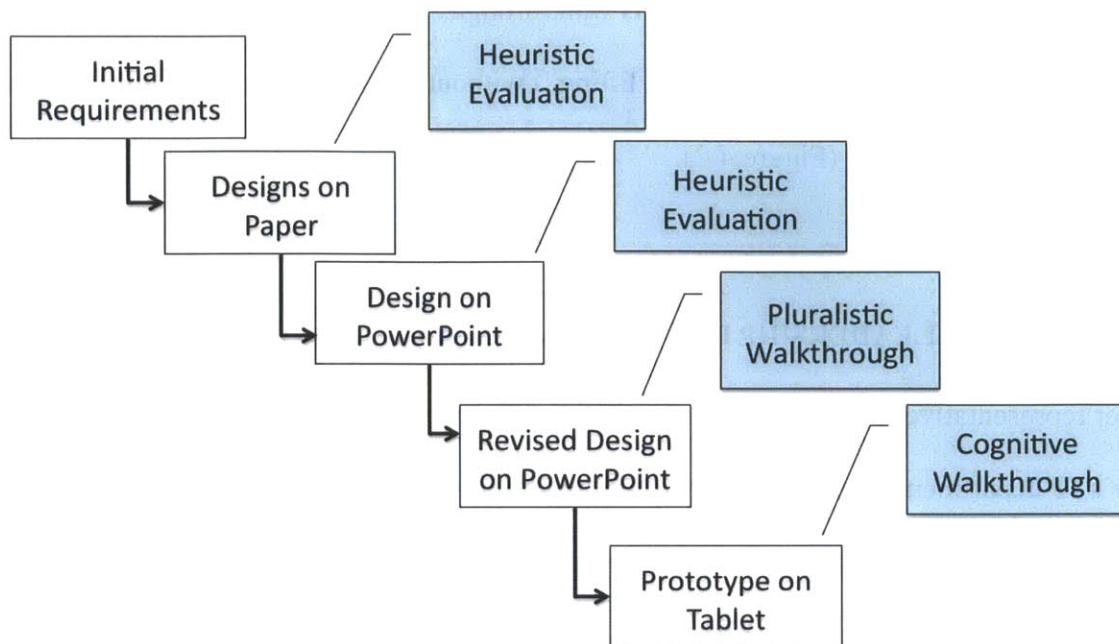 Initial
Requirements
Heuristic
Evaluation
Designs on
Paper
Heuristic
Evaluation
Design on
PowerPoint
Pluralistic
Walkthrough
Revised Design
on PowerPoint
Cognitive
Walkthrough
Prototype on
Tablet